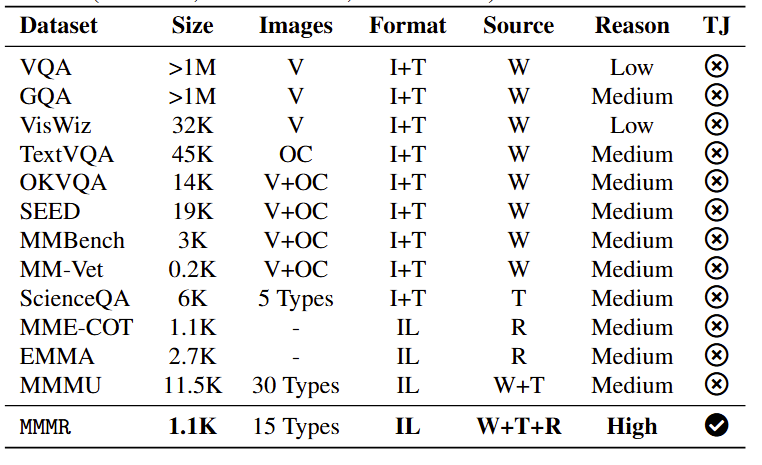 Dataset Size Images Format Source Reason TJ
VQA >1M V I+T W Low ⊗
GQA >1M V I+T W Medium ⊗
VisWiz 32K V I+T W Low ⊗
TextVQA 45K OC I+T W Medium ⊗
OKVQA 14K V+OC I+T W Medium ⊗
SEED 19K V+OC I+T W Medium ⊗
MMBench 3K V+OC I+T W Medium ⊗
MM-Vet 0.2K V+OC I+T W Medium ⊗
ScienceQA 6K 5 Types I+T T Medium ⊗
MME-COT 1.1K - IL R Medium ⊗
EMMA 2.7K - IL R Medium ⊗
MMMU 11.5K 30 Types IL W+T Medium ⊗
MMMR 1.1K 15 Types IL W+T+R High ✔